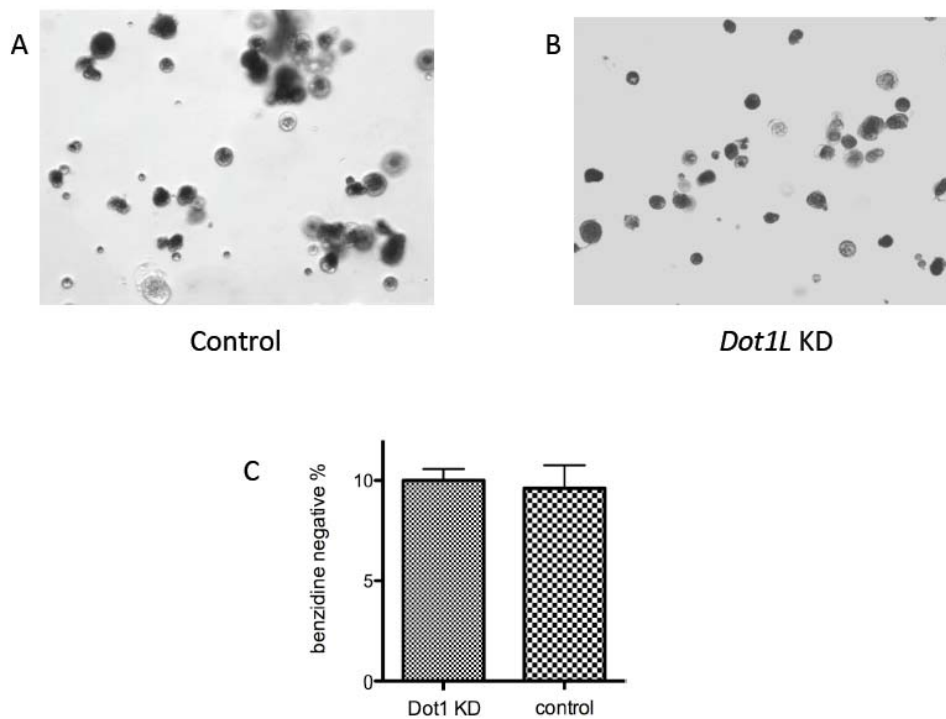 A
B
Control
Dot1L KD
C
benzidine negative %
10
5
0
Dot1 KD
control